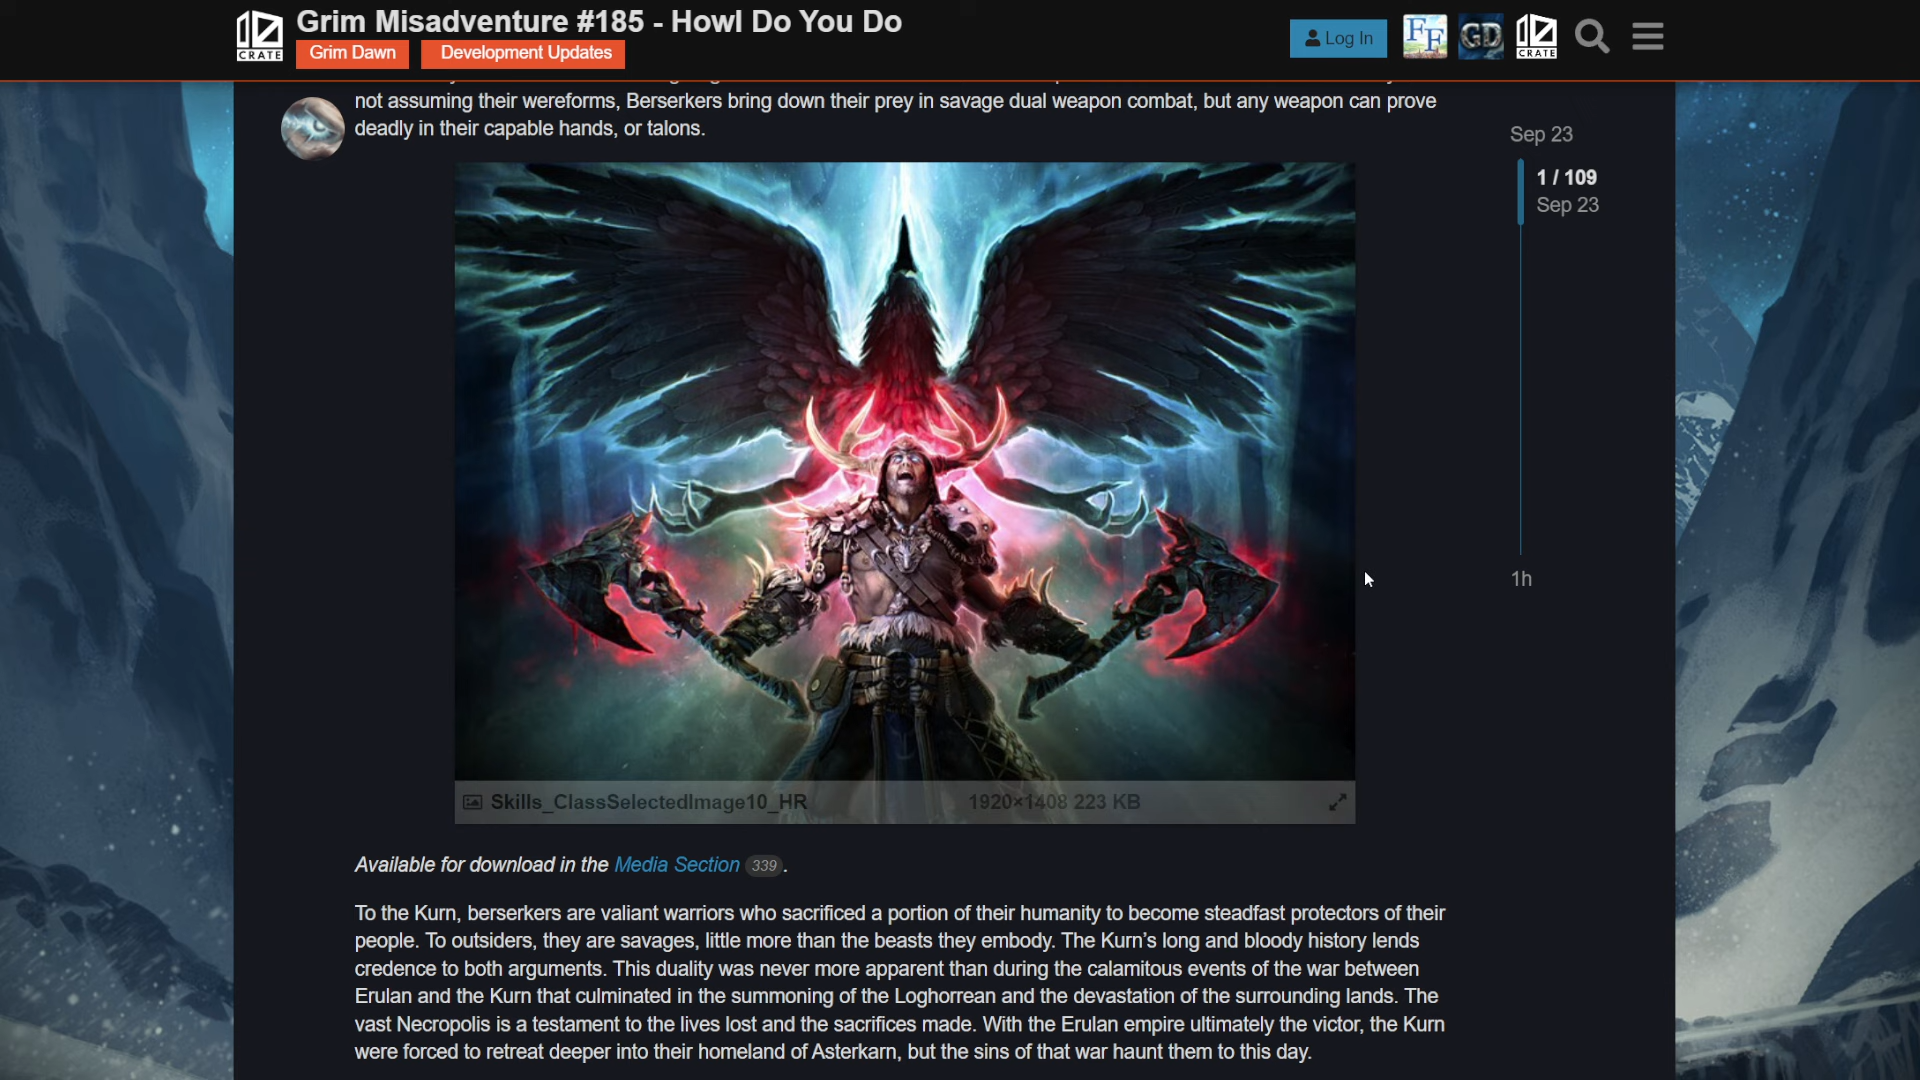 Grim Misadventure #185 - Howl Do You Do
CRATE
Grim Dawn
Development Updates
Log In
FF
GD
CRATE
not assuming their wereforms, Berserkers bring down their prey in savage dual weapon combat, but any weapon can prove
deadly in their capable hands, or talons.
Sep 23
1 / 109
Sep 23
1h
Skills_ClassSelectedImage10_HR
1920×1408 223 KB
Available for download in the Media Section 339 .
To the Kurn, berserkers are valiant warriors who sacrificed a portion of their humanity to become steadfast protectors of their
people. To outsiders, they are savages, little more than the beasts they embody. The Kurn’s long and bloody history lends
credence to both arguments. This duality was never more apparent than during the calamitous events of the war between
Erulan and the Kurn that culminated in the summoning of the Loghorrean and the devastation of the surrounding lands. The
vast Necropolis is a testament to the lives lost and the sacrifices made. With the Erulan empire ultimately the victor, the Kurn
were forced to retreat deeper into their homeland of Asterkarn, but the sins of that war haunt them to this day.